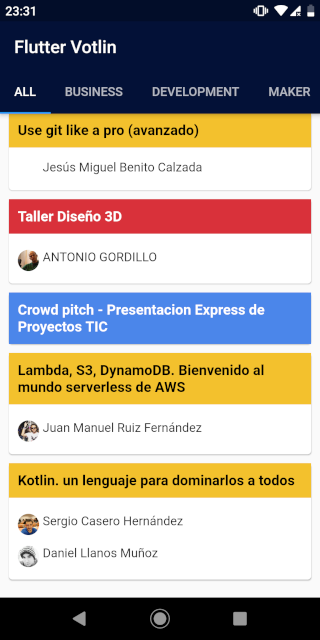 23:31
Flutter Votlin
ALL BUSINESS DEVELOPMENT MAKER
Use git like a pro (avanzado)
Jesús Miguel Benito Calzada
Taller Diseño 3D
ANTONIO GORDILLO
Crowd pitch - Presentacion Express de
Proyectos TIC
Lambda, S3, DynamoDB. Bienvenido al
mundo serverless de AWS
Juan Manuel Ruiz Fernández
Kotlin. un lenguaje para dominarlos a todos
Sergio Casero Hernández
Daniel Llanos Muñoz